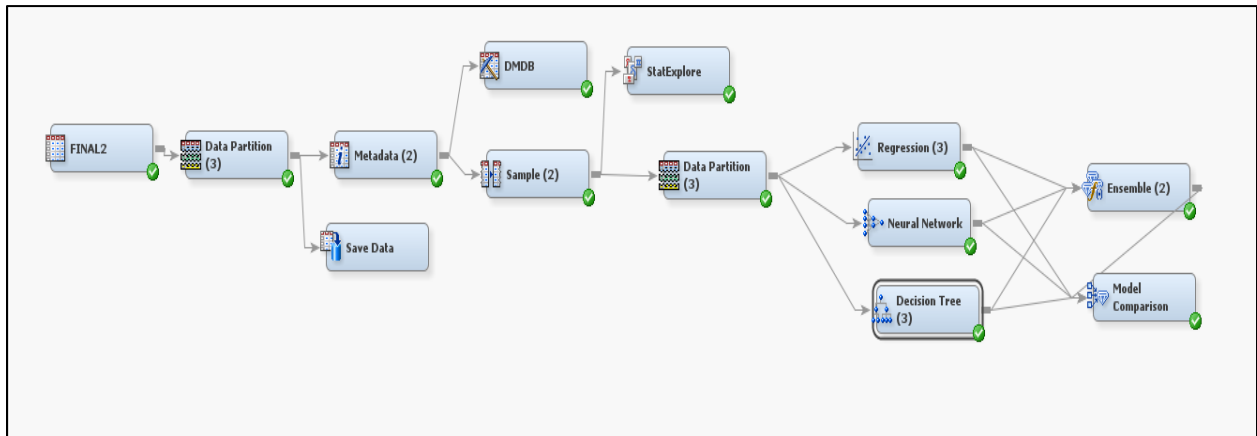 FINAL2
Data Partition
(3)
Metadata (2)
Save Data
DMDB
Sample (2)
StatExplore
Data Partition
(3)
Regression (3)
Neural Network
Decision Tree
(3)
Ensemble (2)
Model
Comparison